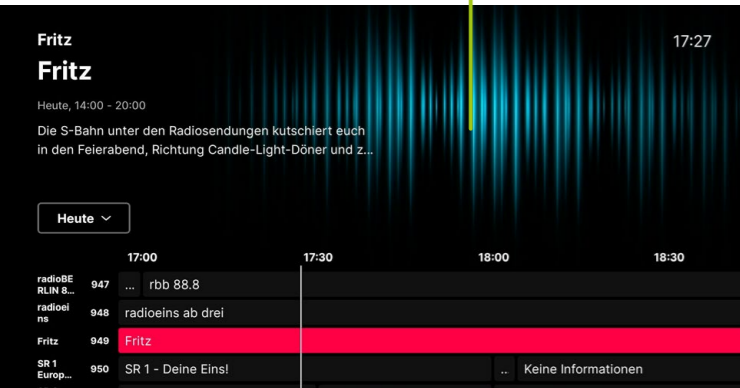 Fritz
17:27
Fritz
Heute, 14:00 - 20:00
Die S-Bahn unter den Radiosendungen kutschiert euch
in den Feierabend, Richtung Candle-Light-Döner und z...
Heute
17:00 17:30 18:00 18:30
radioBE
RLIN 8... 947 ... rbb 88.8
radioei
ns 948 radioeins ab drei
Fritz 949 Fritz
SR 1
Europ... 950 SR 1 - Deine Eins! .. Keine Informationen